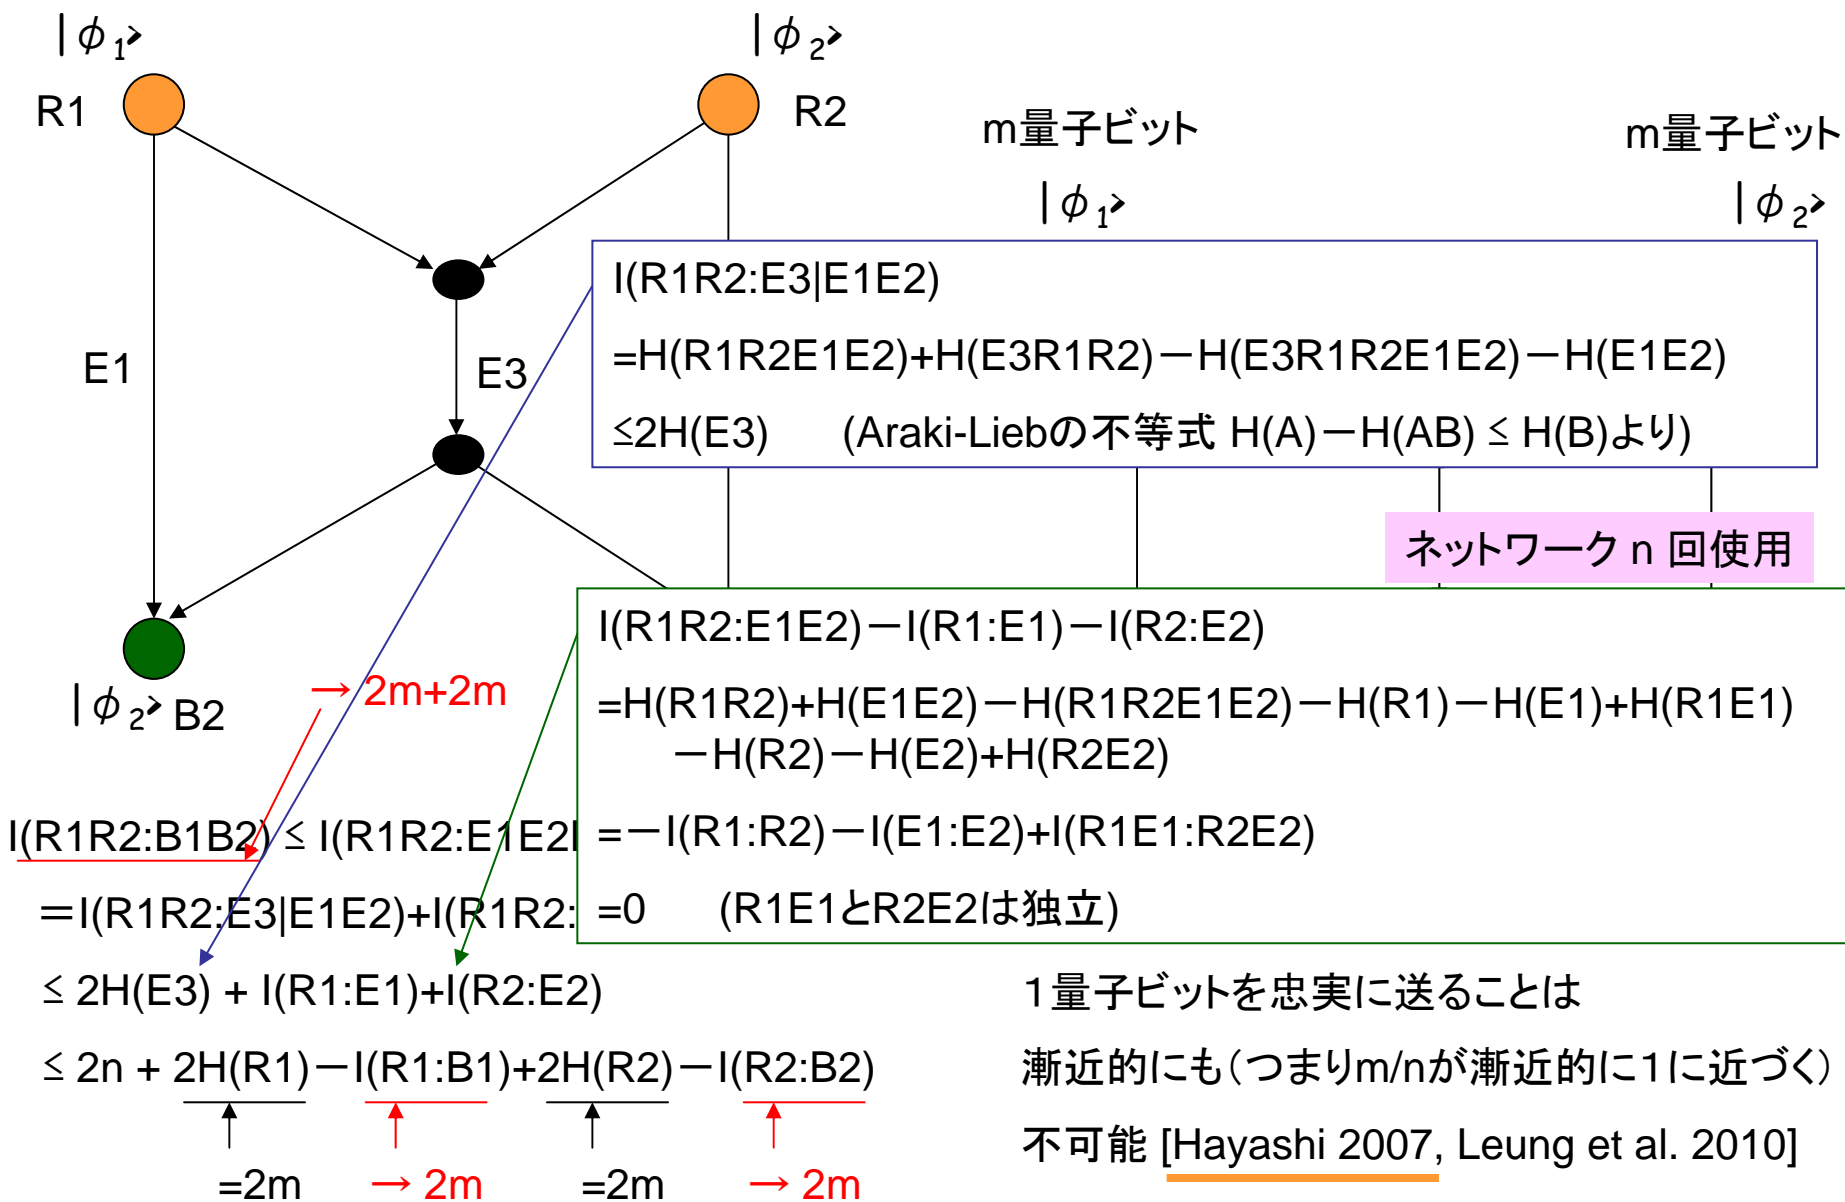 |φ1>
|φ2>
R1
R2
m量子ビット
m量子ビット
|φ1>
|φ2>
I(R1R2:E3|E1E2)
=H(R1R2E1E2)+H(E3R1R2)−H(E3R1R2E1E2)−H(E1E2)
≤2H(E3) (Araki-Liebの不等式 H(A)−H(AB) ≤ H(B)より)
E1
E3
ネットワーク n 回使用
I(R1R2:E1E2)−I(R1:E1)−I(R2:E2)
=H(R1R2)+H(E1E2)−H(R1R2E1E2)−H(R1)−H(E1)+H(R1E1)
−H(R2)−H(E2)+H(R2E2)
=−I(R1:R2)−I(E1:E2)+I(R1E1:R2E2)
=0 (R1E1とR2E2は独立)
|φ2> B2
→ 2m+2m
I(R1R2:B1B2) ≤ I(R1R2:E1E2
=I(R1R2:E3|E1E2)+I(R1R2:
≤ 2H(E3) + I(R1:E1)+I(R2:E2)
≤ 2n + 2H(R1)−I(R1:B1)+2H(R2)−I(R2:B2)
=2m → 2m =2m → 2m
1量子ビットを忠実に送ることは
漸近的にも(つまりm/nが漸近的に1に近づく)
不可能 [Hayashi 2007, Leung et al. 2010]